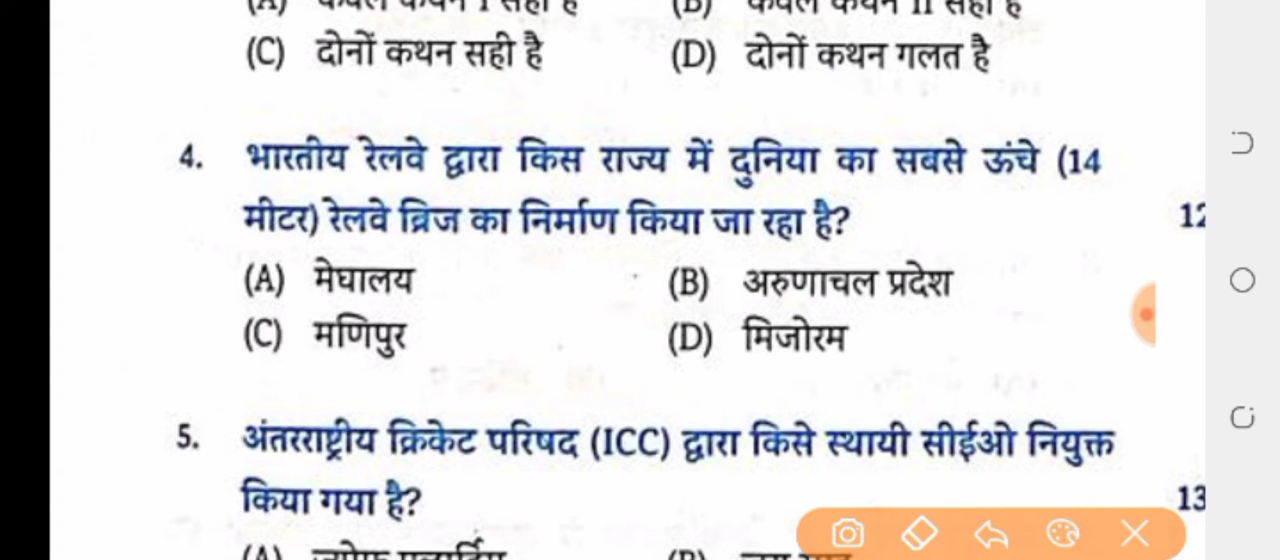 (C) दोनों कथन सही है (D) दोनों कथन गलत है
4. भारतीय रेलवे द्वारा किस राज्य में दुनिया का सबसे ऊंचे (14
मीटर) रेलवे ब्रिज का निर्माण किया जा रहा है?
12
(A) मेघालय (B) अरुणाचल प्रदेश
(C) मणिपुर (D) मिजोरम
5. अंतरराष्ट्रीय क्रिकेट परिषद (ICC) द्वारा किसे स्थायी सीईओ नियुक्त
किया गया है?
13